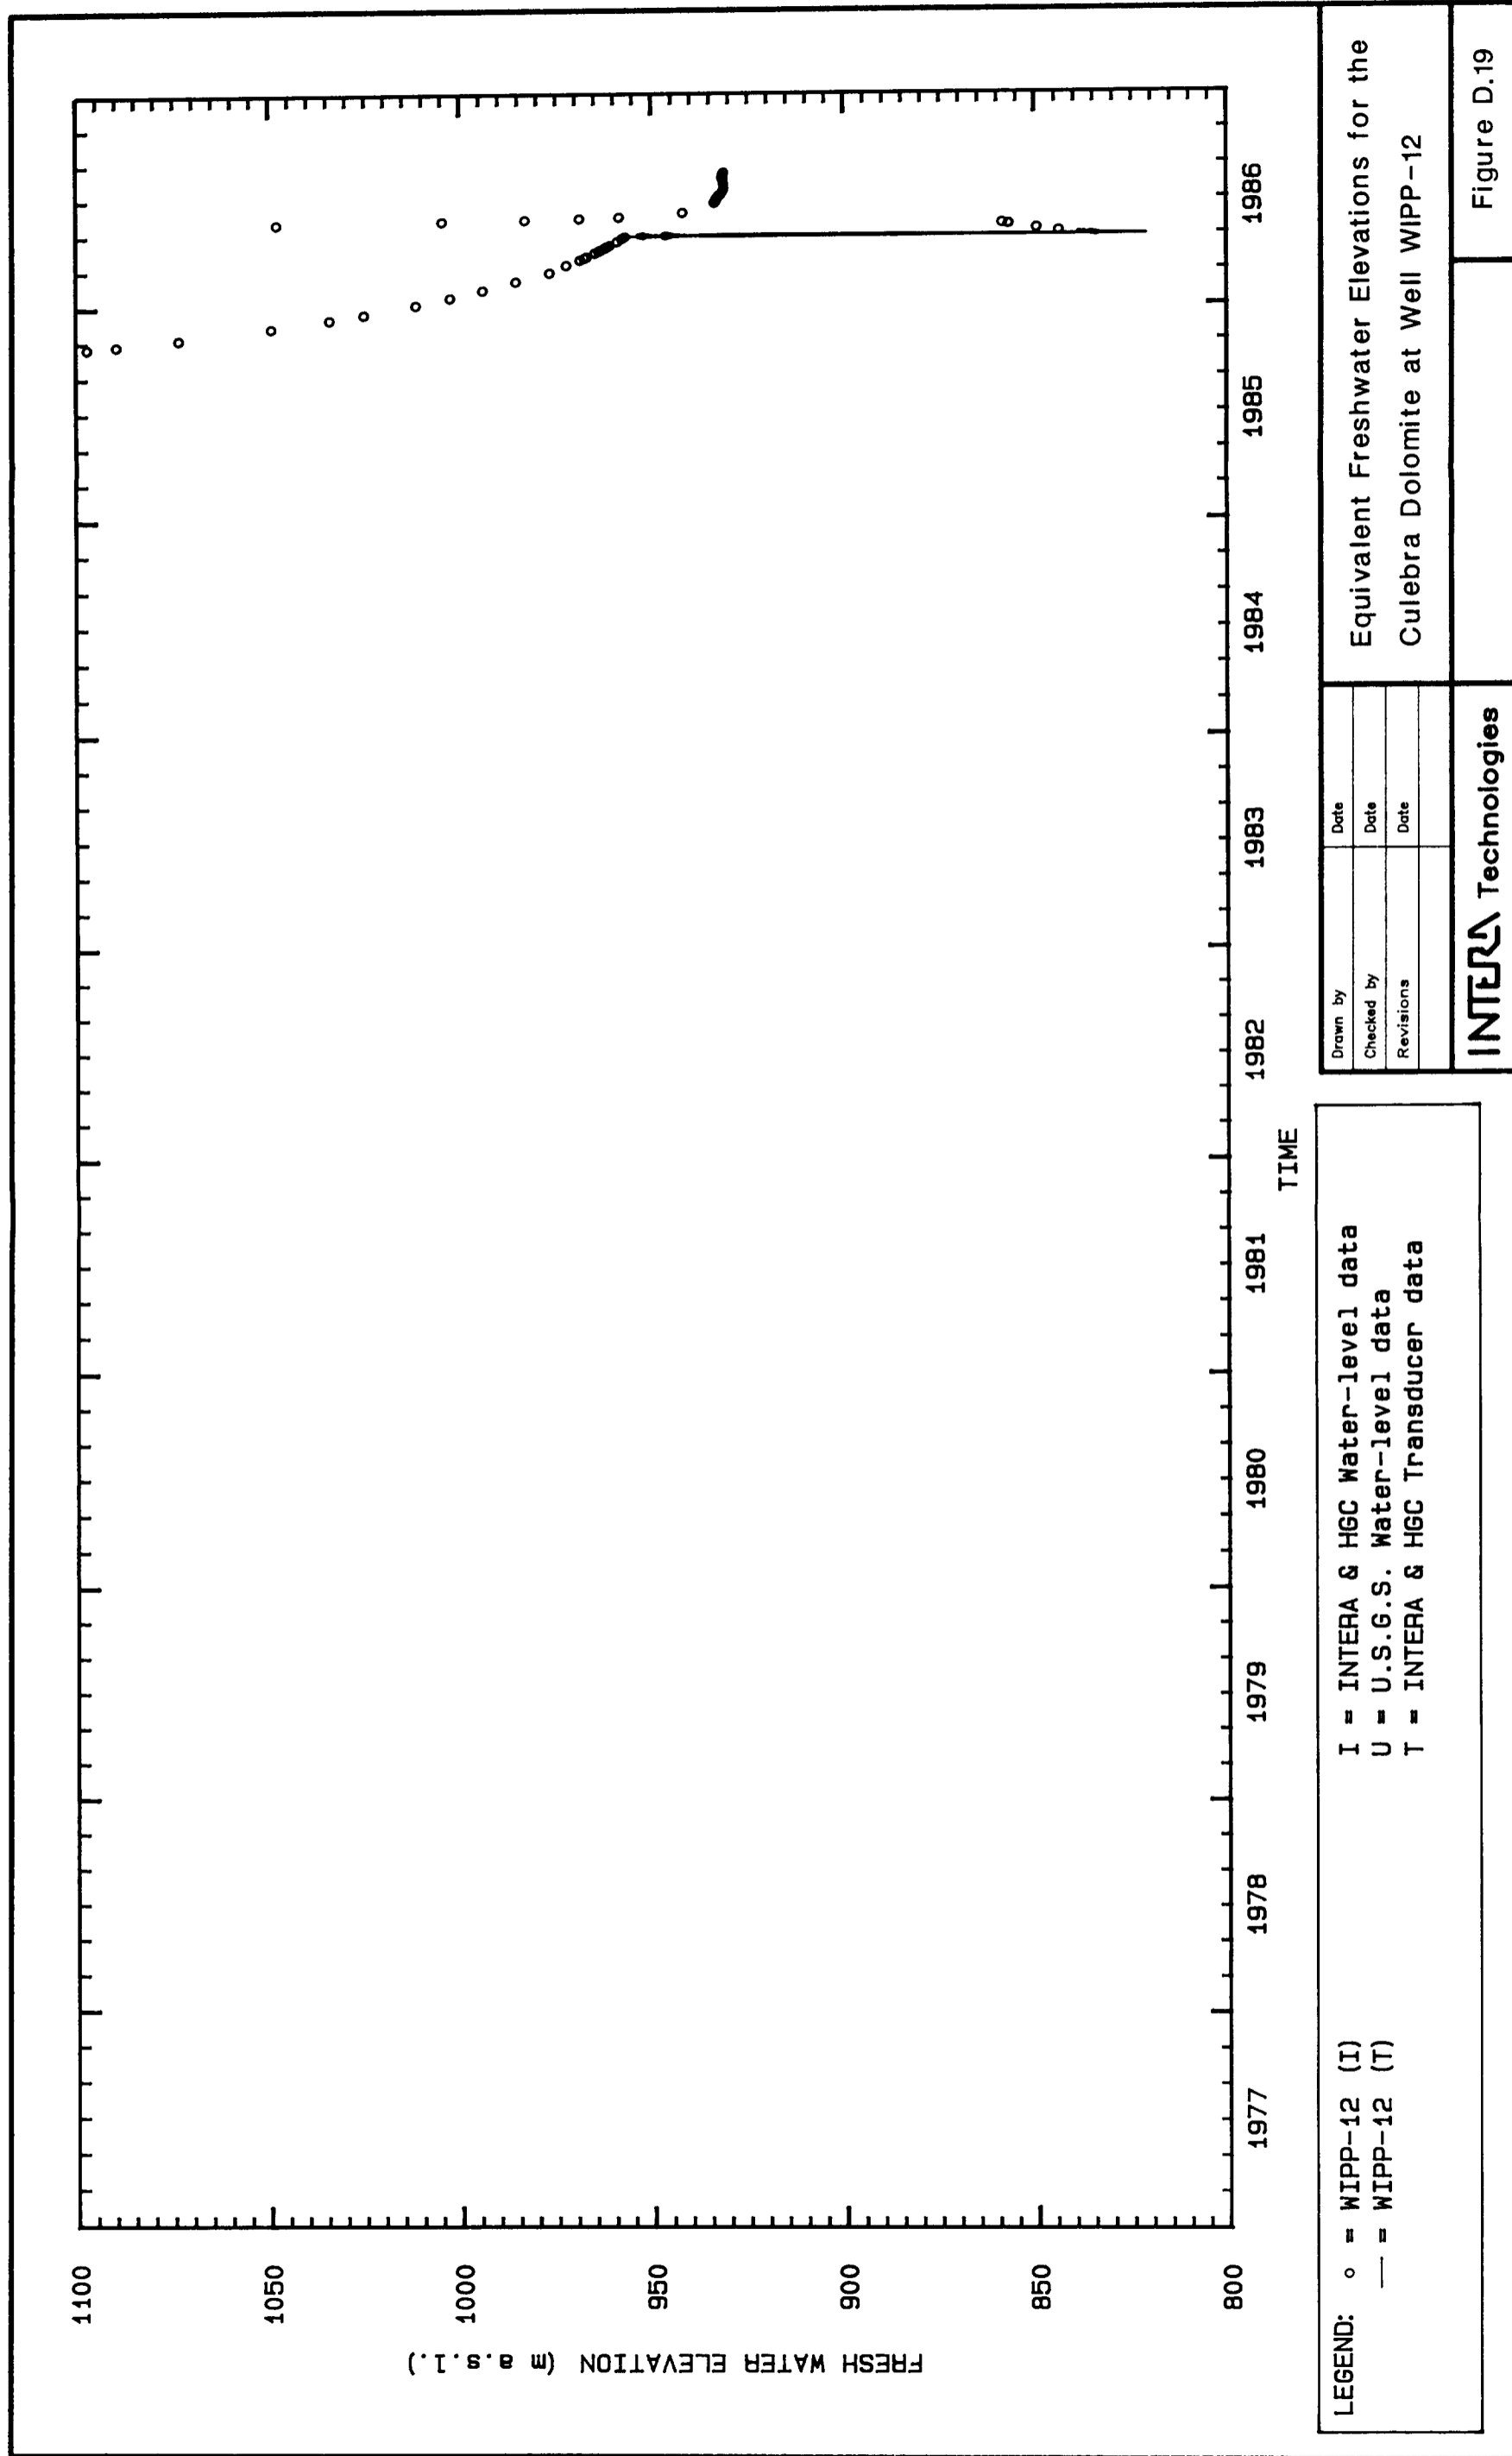 FRESH WATER ELEVATION (m a.s.l.)
1100
1050
1000
950
900
850
800
1977
1978
1979
1980
1981
1982
1983
1984
1985
1986
TIME
LEGEND:
o = WIPP-12 (I)
— = WIPP-12 (T)
I = INTERA & HGC Water-level data
U = U.S.G.S. Water-level data
T = INTERA & HGC Transducer data
Drawn by
Date
Checked by
Date
Revisions
Date
Equivalent Freshwater Elevations for the
Culebra Dolomite at Well WIPP-12
INTERA Technologies
Figure D.19